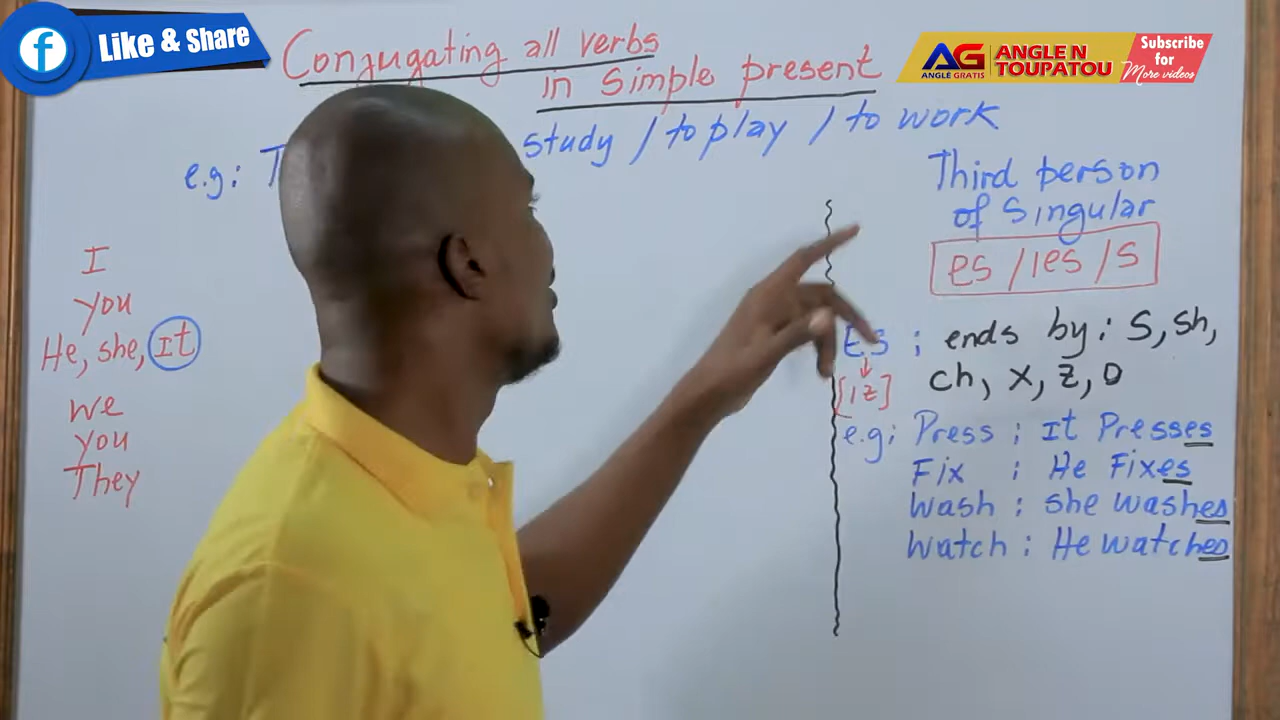 Like & Share
Conjugating all verbs
in Simple present
AG
ANGLE GRATIS
ANGLE N
TOUPATOU
Subscribe
for
More videos
e.g: study / to play / to work
Third person
of Singular
es / ies / s
I
you
He, she, It
we
you
They
Es ; ends by: S, sh,
ch, x, z, o
[iz]
e.g: Press ; It Presses
Fix ; He Fixes
Wash ; she washes
Watch : He watches